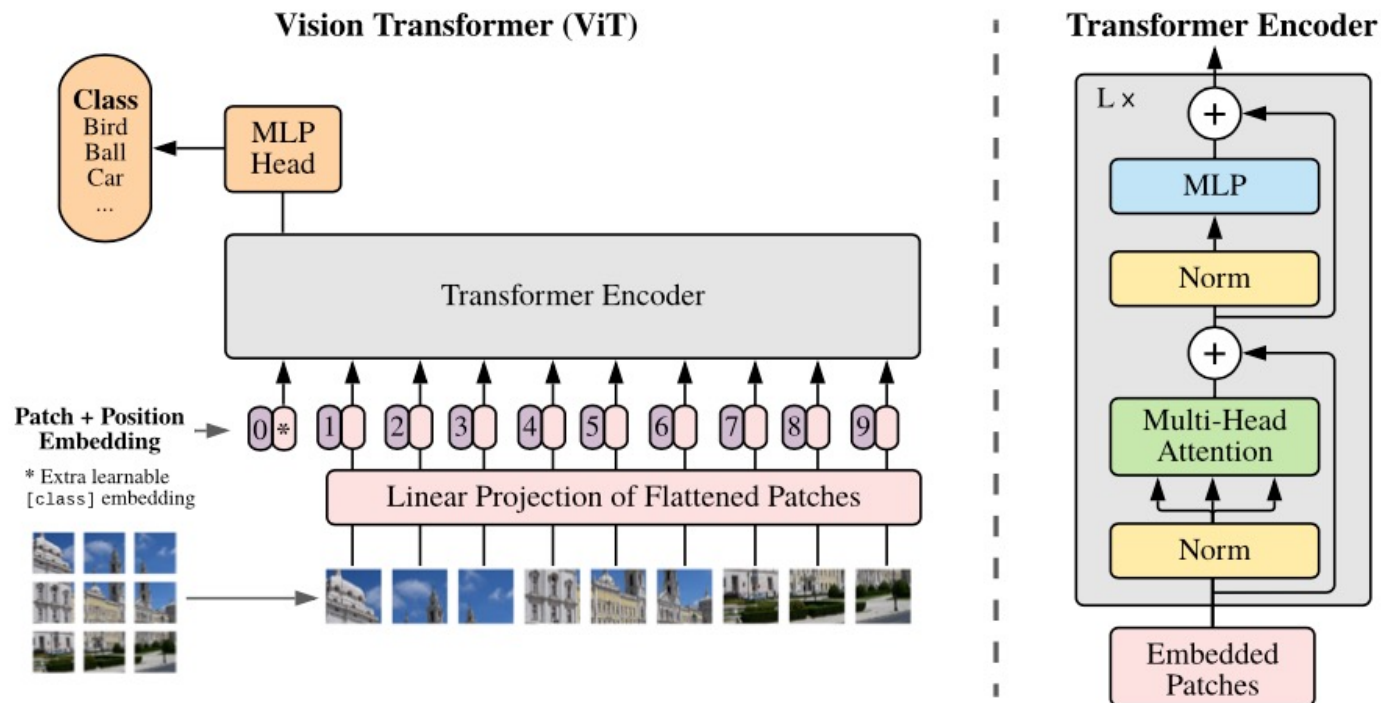 Vision Transformer (ViT)
Class
Bird
Ball
Car
...
MLP
Head
Transformer Encoder
Patch + Position
Embedding
0 * 1 2 3 4 5 6 7 8 9
* Extra learnable
[class] embedding
Linear Projection of Flattened Patches
Transformer Encoder
L ×
+
MLP
Norm
+
Multi-Head
Attention
Norm
Embedded
Patches